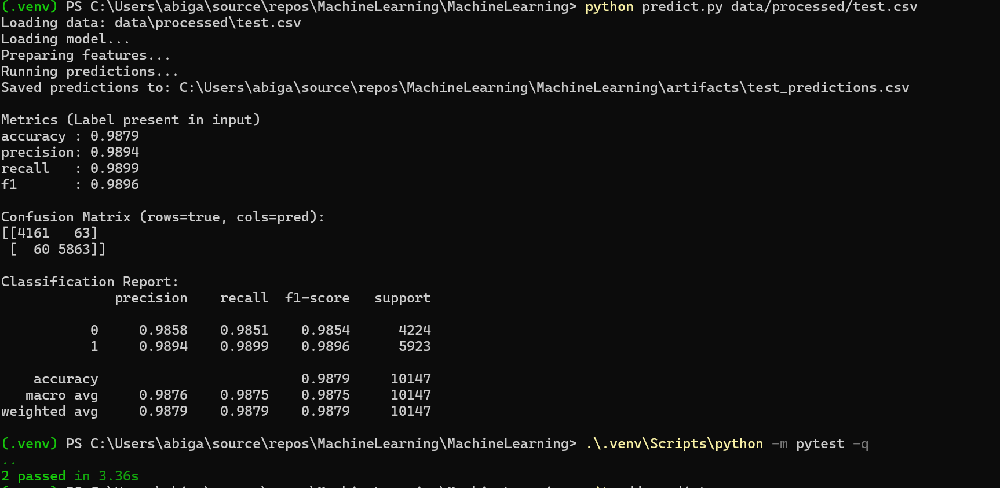 (.venv) PS C:\Users\abiga\source\repos\MachineLearning\MachineLearning> python predict.py data/processed/test.csv
Loading data: data\processed\test.csv
Loading model...
Preparing features...
Running predictions...
Saved predictions to: C:\Users\abiga\source\repos\MachineLearning\MachineLearning\artifacts\test_predictions.csv
Metrics (Label present in input)
accuracy : 0.9879
precision: 0.9894
recall   : 0.9899
f1       : 0.9896
Confusion Matrix (rows=true, cols=pred):
[[4161   63]
 [  60 5863]]
Classification Report:
              precision    recall  f1-score   support
           0     0.9858    0.9851    0.9854      4224
           1     0.9894    0.9899    0.9896      5923
    accuracy                         0.9879     10147
   macro avg     0.9876    0.9875    0.9875     10147
weighted avg     0.9879    0.9879    0.9879     10147
(.venv) PS C:\Users\abiga\source\repos\MachineLearning\MachineLearning> .\.venv\Scripts\python -m pytest -q
..
2 passed in 3.36s